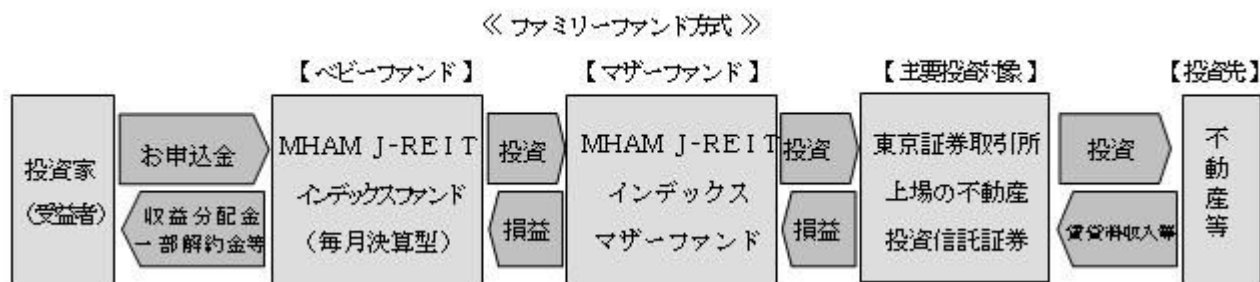 ≪ ファミリーファンド方式 ≫
【ベビーファンド】
【マザーファンド】
【主要投資対象】
【投資先】
投資家
(受益者)
お申込金
収益分配金
一部解約金等
MHAM J-REIT
インデックスファンド
(毎月決算型)
投資
損益
MHAM J-REIT
インデックス
マザーファンド
投資
損益
東京証券取引所
上場の不動産
投資信託証券
投資
賃貸料収入等
不動産等